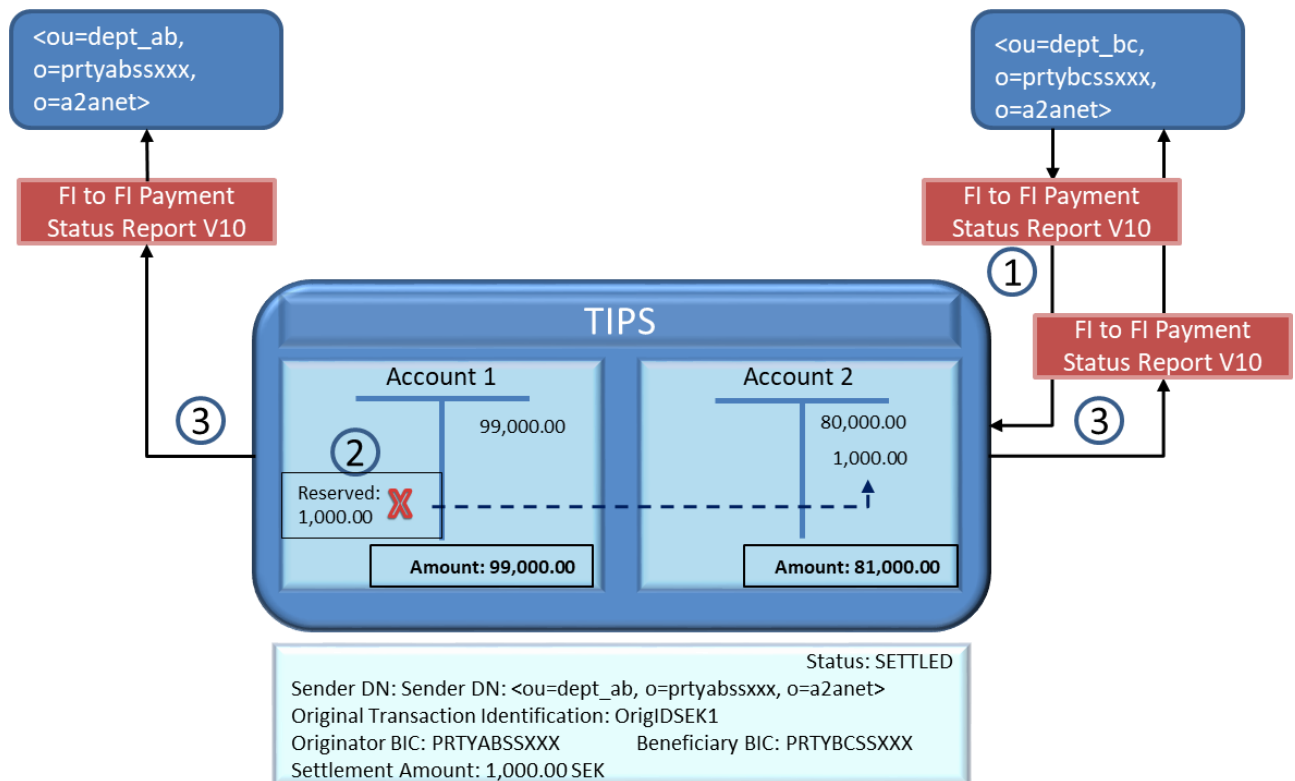 <ou=dept_ab,
o=prtyabssxxx,
o=a2anet>
<ou=dept_bc,
o=prtybcssxxx,
o=a2anet>
FI to FI Payment
Status Report V10
FI to FI Payment
Status Report V10
1
FI to FI Payment
Status Report V10
TIPS
Account 1
Account 2
3
99,000.00
80,000.00
3
2
1,000.00
Reserved:
1,000.00 X
Amount: 99,000.00
Amount: 81,000.00
Status: SETTLED
Sender DN: Sender DN: <ou=dept_ab, o=prtyabssxxx, o=a2anet>
Original Transaction Identification: OrigIDSEK1
Originator BIC: PRTYABSSXXX Beneficiary BIC: PRTYBCSSXXX
Settlement Amount: 1,000.00 SEK